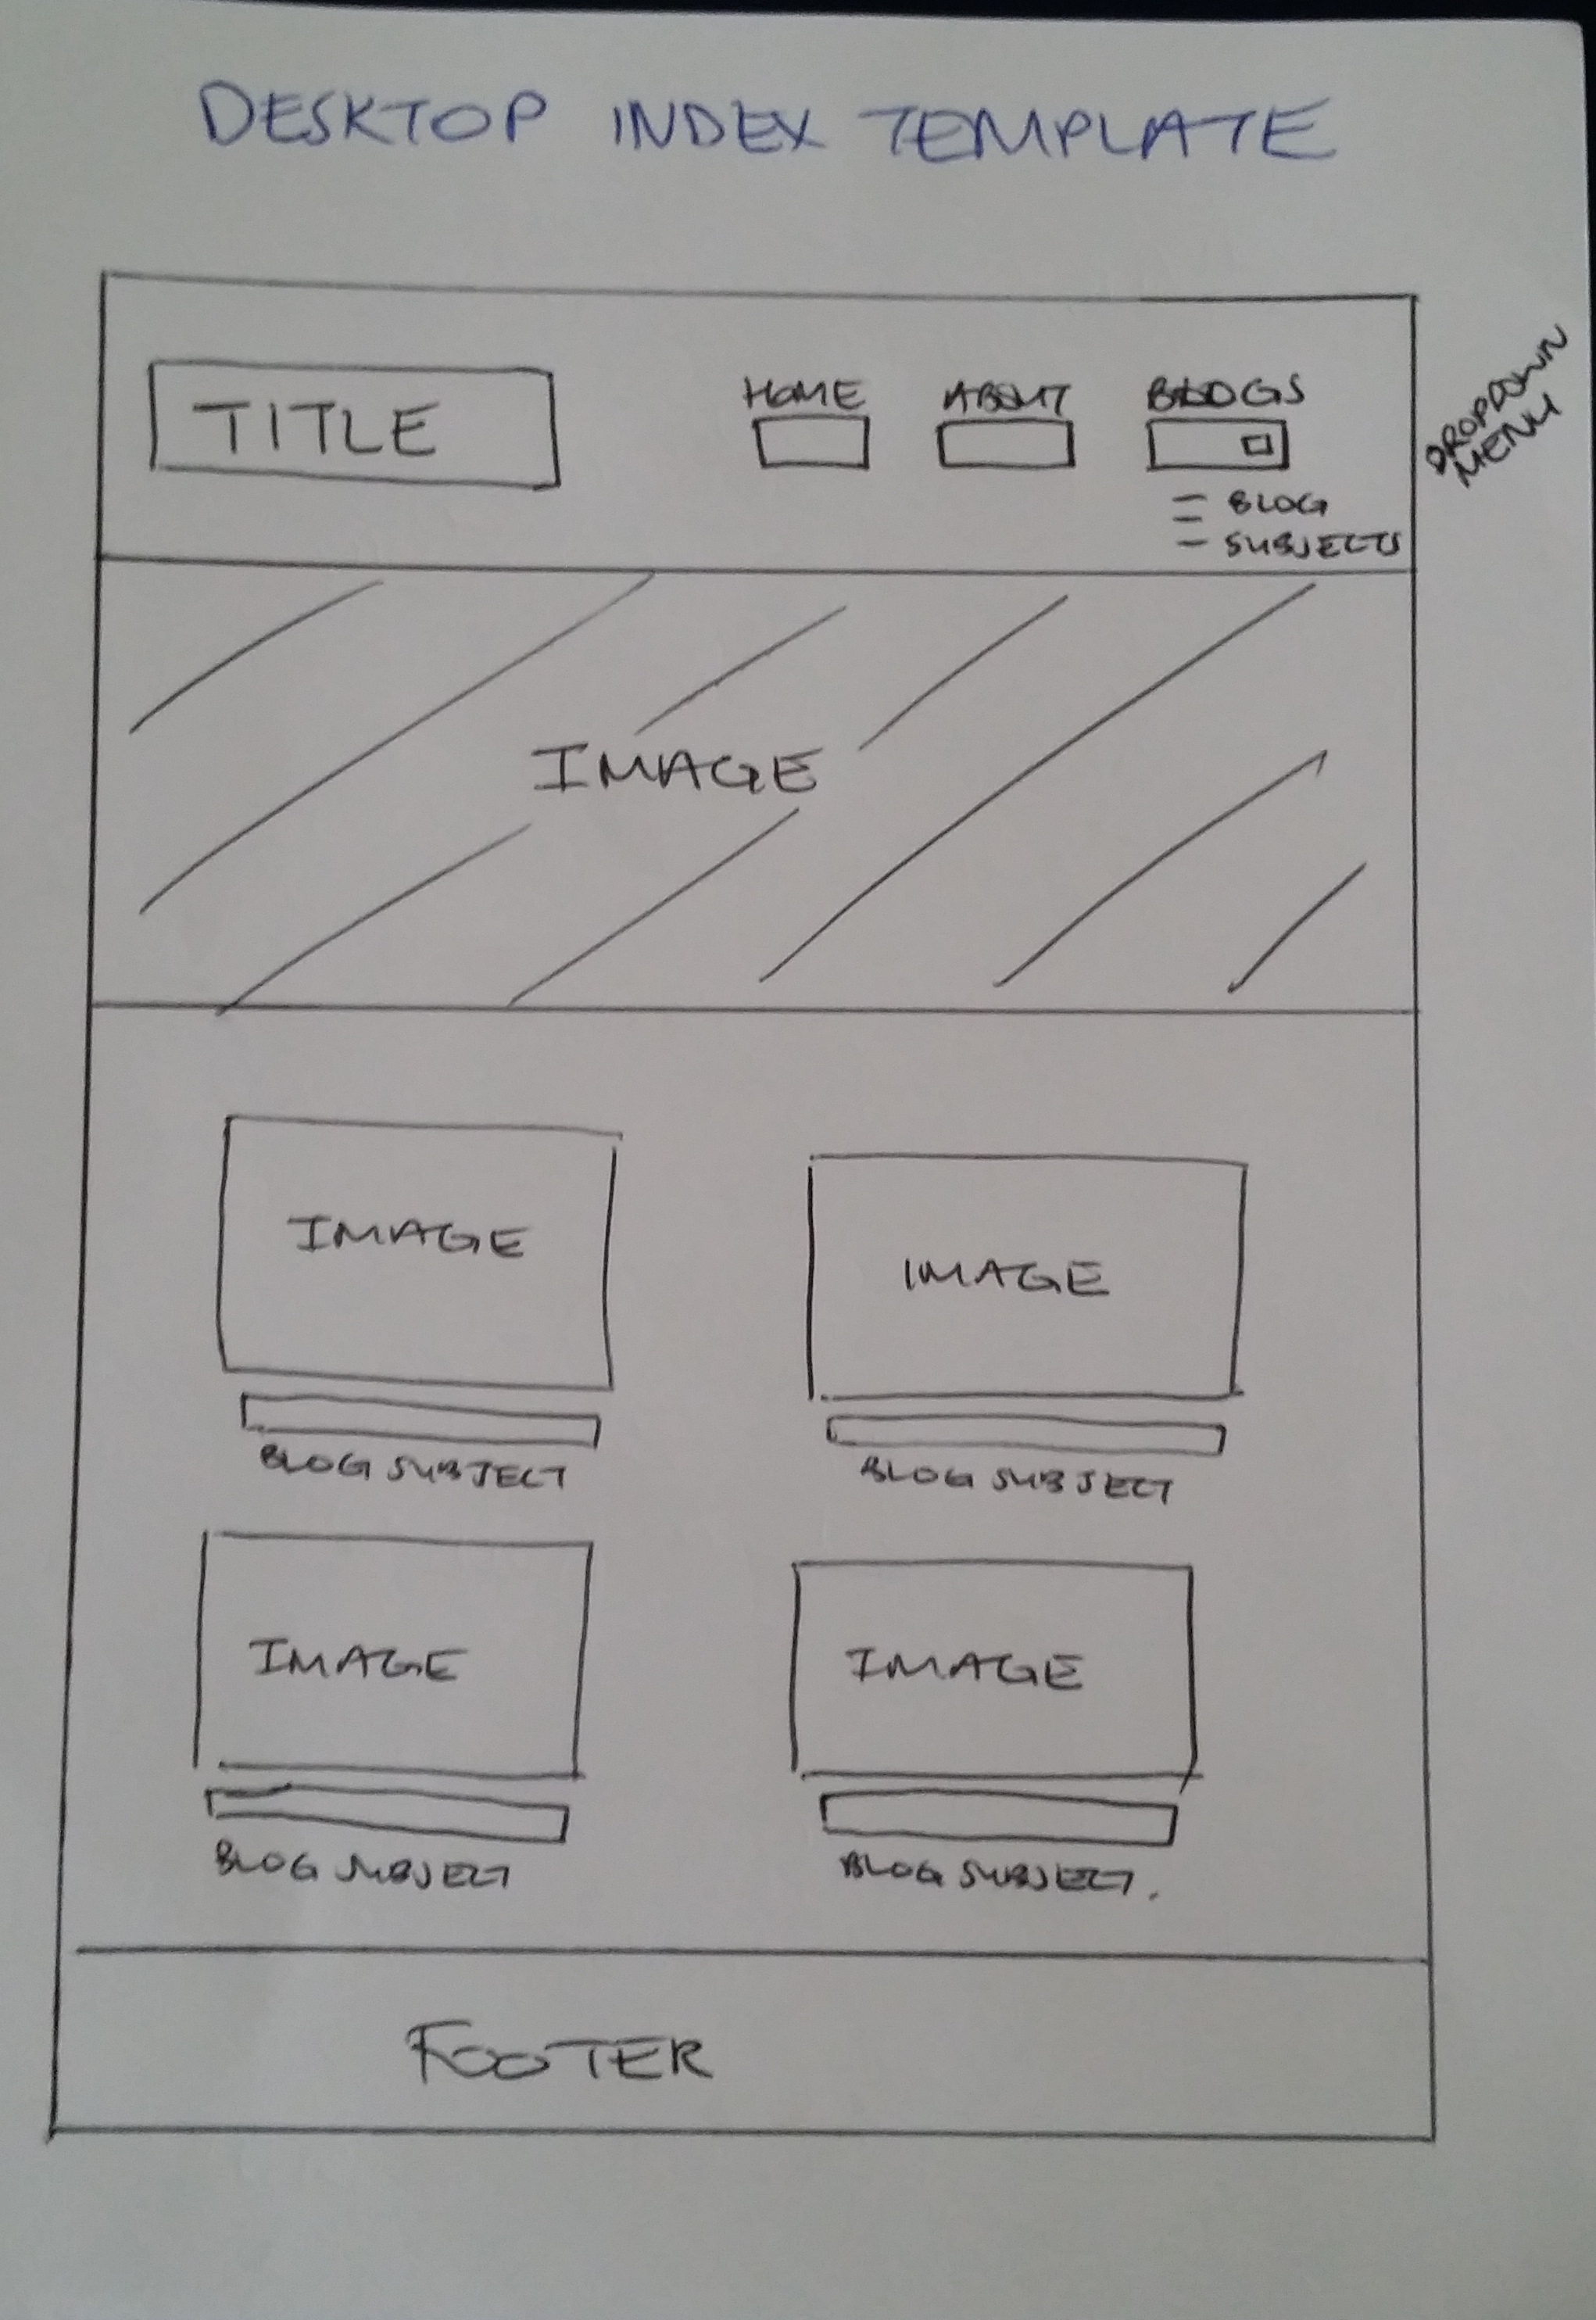 DESKTOP INDEX TEMPLATE
TITLE
HOME ABOUT BLOGS
DROPDOWN
MENU
BLOG
SUBJECTS
IMAGE
IMAGE
IMAGE
BLOG SUBJECT
BLOG SUBJECT
IMAGE
IMAGE
BLOG SUBJECT
BLOG SUBJECT.
FOOTER